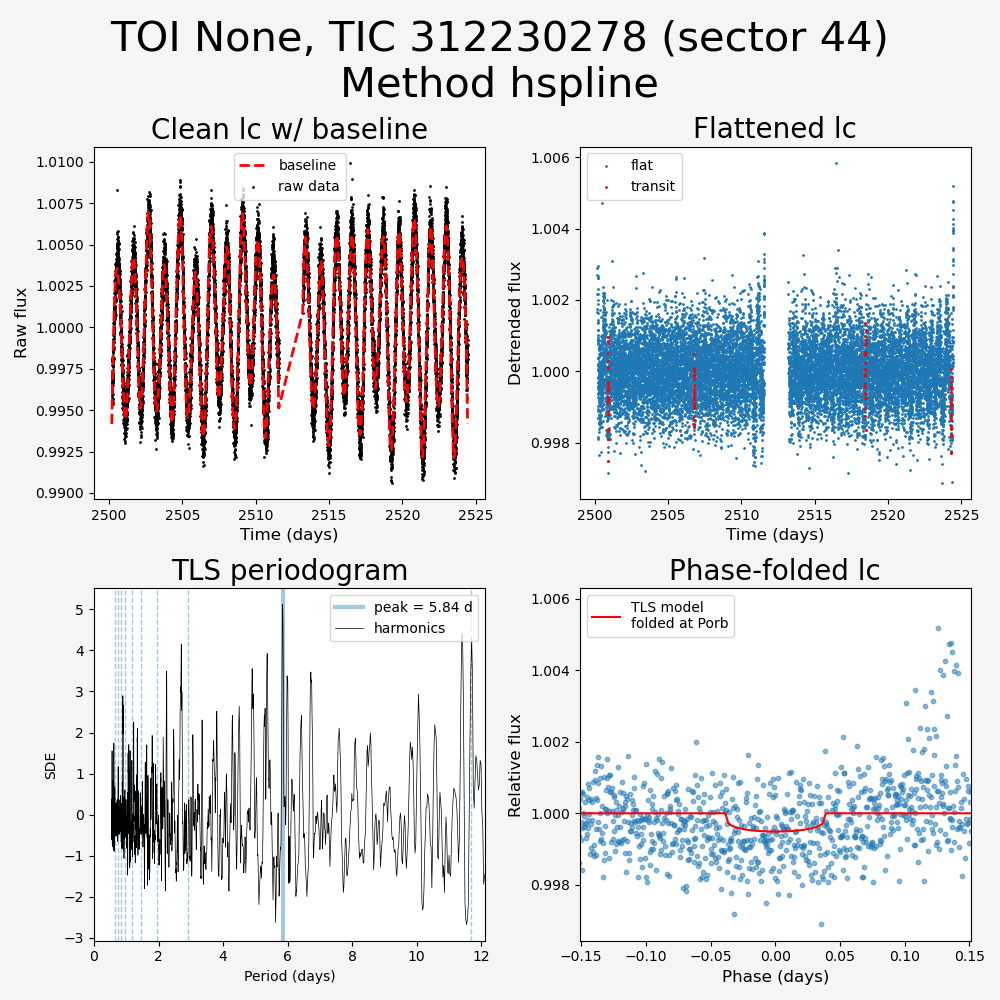 TOI None, TIC 312230278 (sector 44)
Method hspline
Clean lc w/ baseline
Raw flux
1.0100
1.0075
1.0050
1.0025
1.0000
0.9975
0.9950
0.9925
0.9900
baseline
raw data
2500
2505
2510
2515
2520
2525
Time (days)
Flattened lc
Detrended flux
1.006
1.004
1.002
1.000
0.998
flat
transit
2500
2505
2510
2515
2520
2525
Time (days)
TLS periodogram
SDE
5
4
3
2
1
0
−1
−2
−3
peak = 5.84 d
harmonics
0
2
4
6
8
10
12
Period (days)
Phase-folded lc
Relative flux
1.006
1.004
1.002
1.000
0.998
TLS model
folded at Porb
−0.15
−0.10
−0.05
0.00
0.05
0.10
0.15
Phase (days)